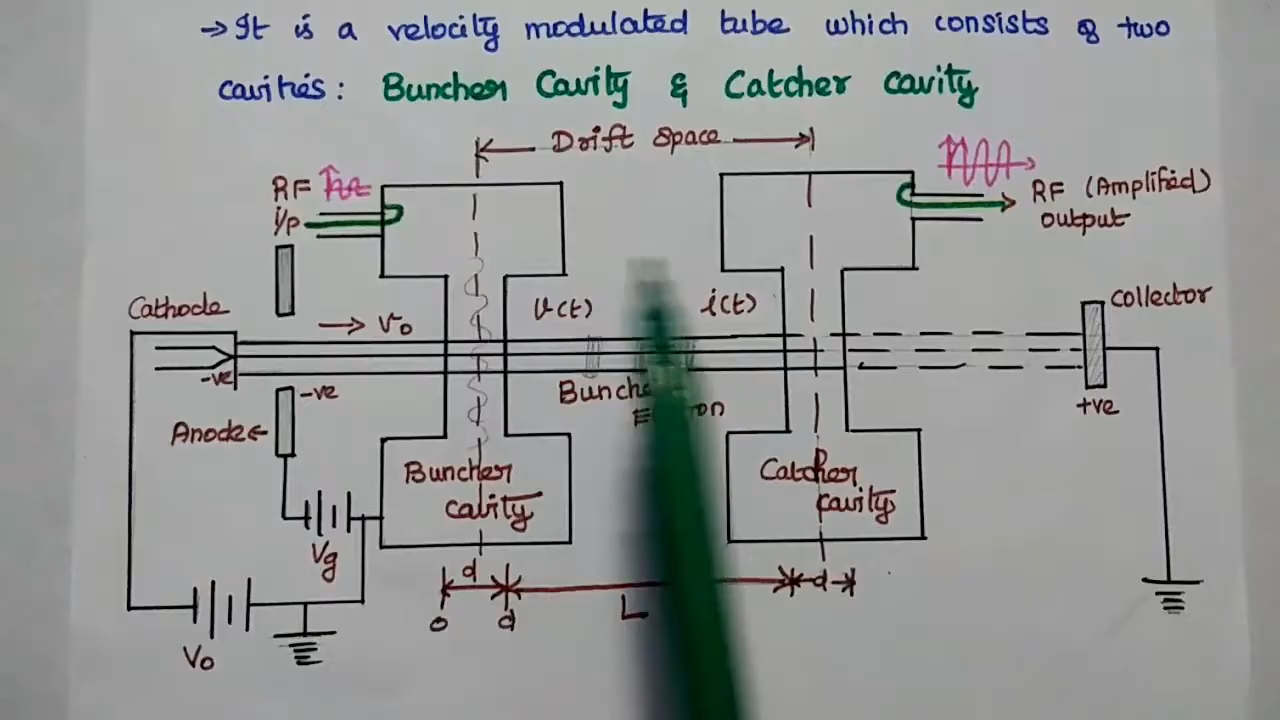 → It is a velocity modulated tube which consists of two
cavities: Buncher Cavity & Catcher cavity
Drift Space
RF
i/p
RF (Amplified)
output
Cathode
→ v₀
v(t)
i(t)
collector
-ve
-ve
+ve
Anode←
Buncher
cavity
Catcher
cavity
Vg
V₀
d
d
0
d
L